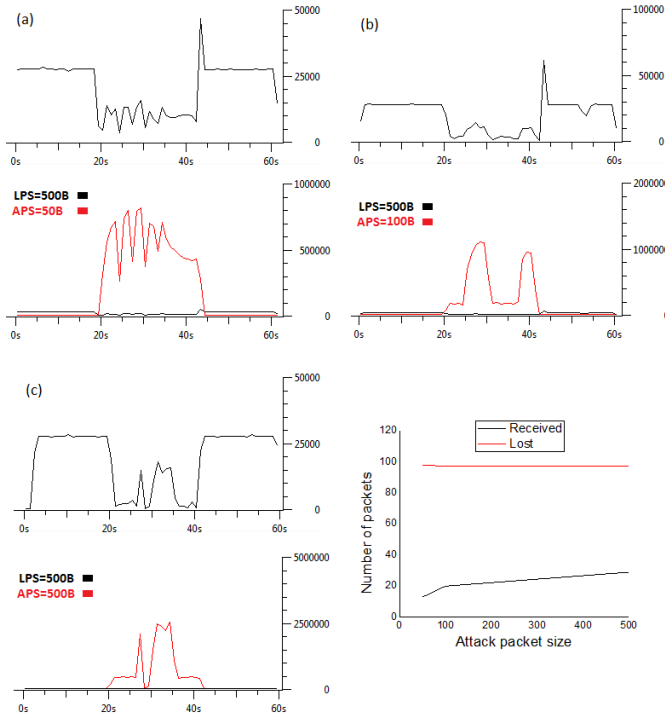 (a)
50000
25000
0
0s 20s 40s 60s
LPS=500B
APS=50B
1000000
500000
0
0s 20s 40s 60s
(b)
100000
50000
0
0s 20s 40s 60s
LPS=500B
APS=100B
2000000
1000000
0
0s 20s 40s 60s
(c)
50000
25000
0
0s 20s 40s 60s
LPS=500B
APS=500B
5000000
2500000
0
0s 20s 40s 60s
Received
Lost
120
100
80
60
40
20
0
Number of packets
0 100 200 300 400 500
Attack packet size